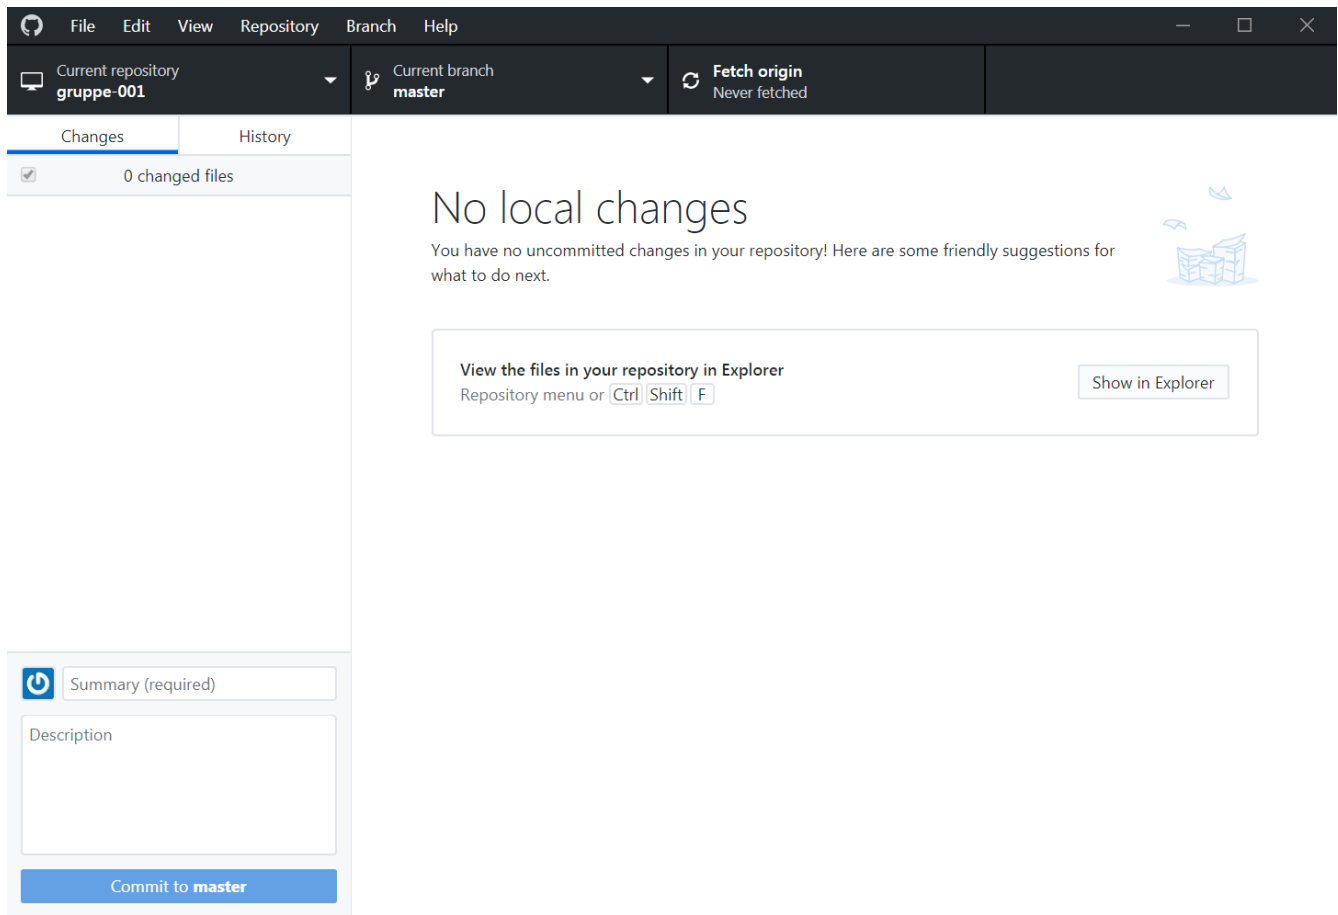 File Edit View Repository Branch Help
Current repository
gruppe-001
Current branch
master
Fetch origin
Never fetched
Changes History
0 changed files
No local changes
You have no uncommitted changes in your repository! Here are some friendly suggestions for
what to do next.
View the files in your repository in Explorer
Repository menu or Ctrl Shift F
Show in Explorer
Summary (required)
Description
Commit to master